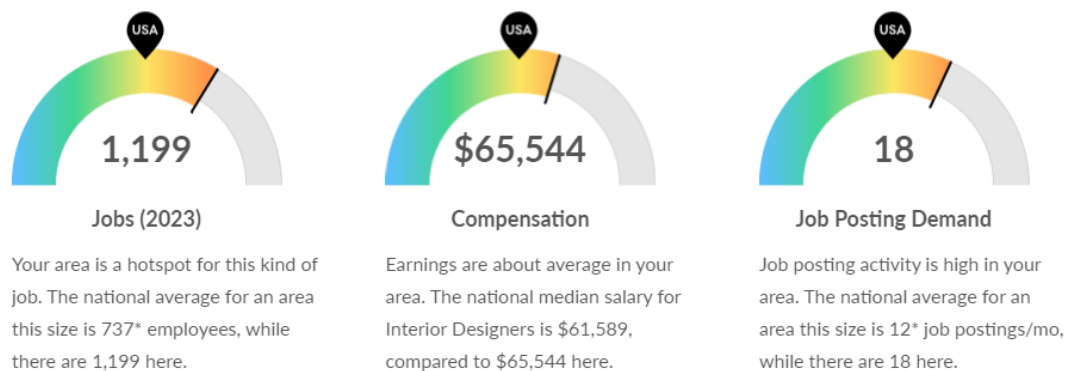 USA
1,199
Jobs (2023)
Your area is a hotspot for this kind of
job. The national average for an area
this size is 737* employees, while
there are 1,199 here.
USA
$65,544
Compensation
Earnings are about average in your
area. The national median salary for
Interior Designers is $61,589,
compared to $65,544 here.
USA
18
Job Posting Demand
Job posting activity is high in your
area. The national average for an
area this size is 12* job postings/mo,
while there are 18 here.